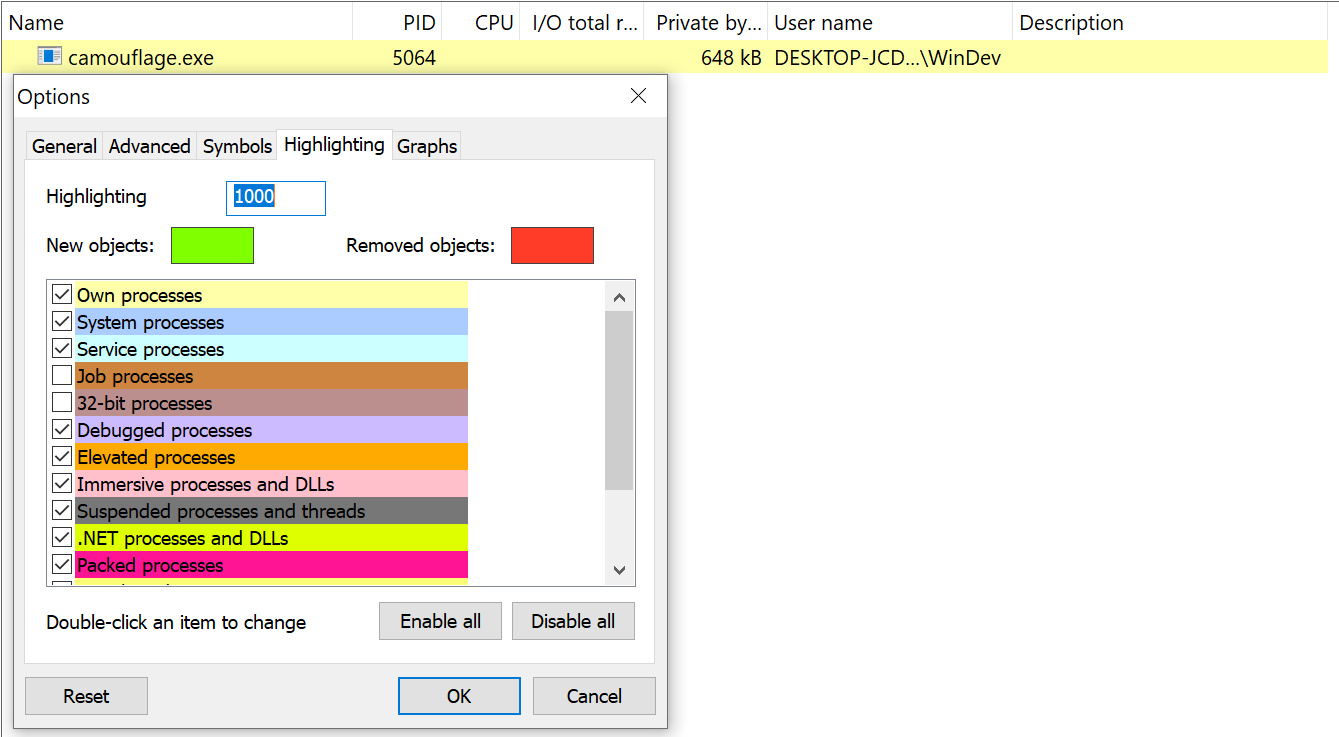 Name PID CPU I/O total r... Private by... User name Description
camouflage.exe 5064 648 kB DESKTOP-JCD...\WinDev
Options
General Advanced Symbols Highlighting Graphs
Highlighting 1000
New objects: Removed objects:
Own processes
System processes
Service processes
Job processes
32-bit processes
Debugged processes
Elevated processes
Immersive processes and DLLs
Suspended processes and threads
.NET processes and DLLs
Packed processes
Double-click an item to change Enable all Disable all
Reset OK Cancel